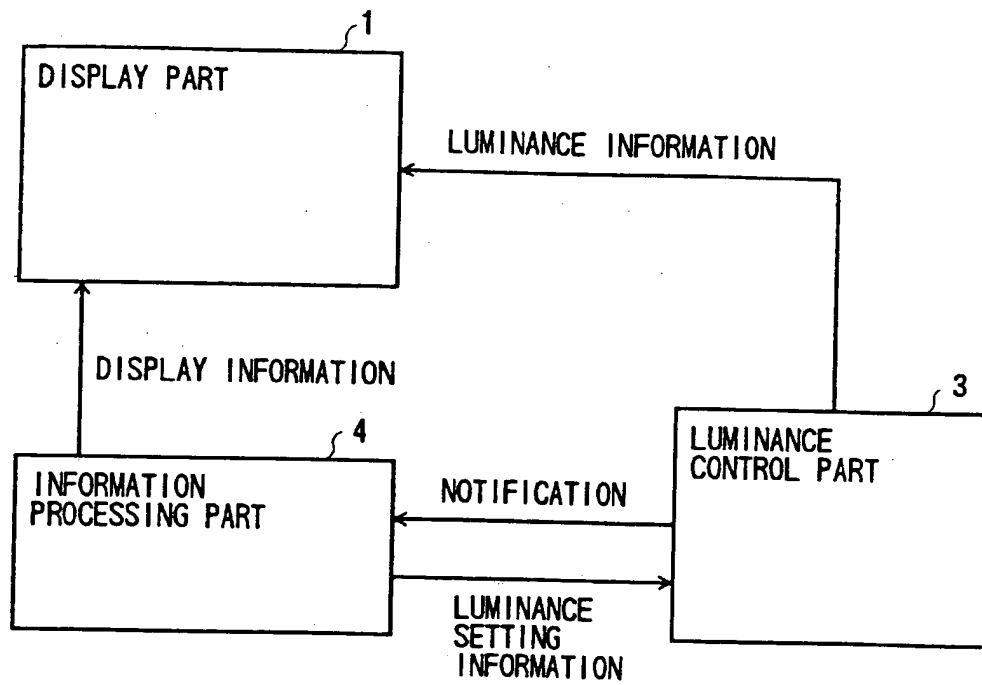 1
DISPLAY PART
LUMINANCE INFORMATION
DISPLAY INFORMATION
3
LUMINANCE
CONTROL PART
4
INFORMATION
PROCESSING PART
NOTIFICATION
LUMINANCE
SETTING
INFORMATION